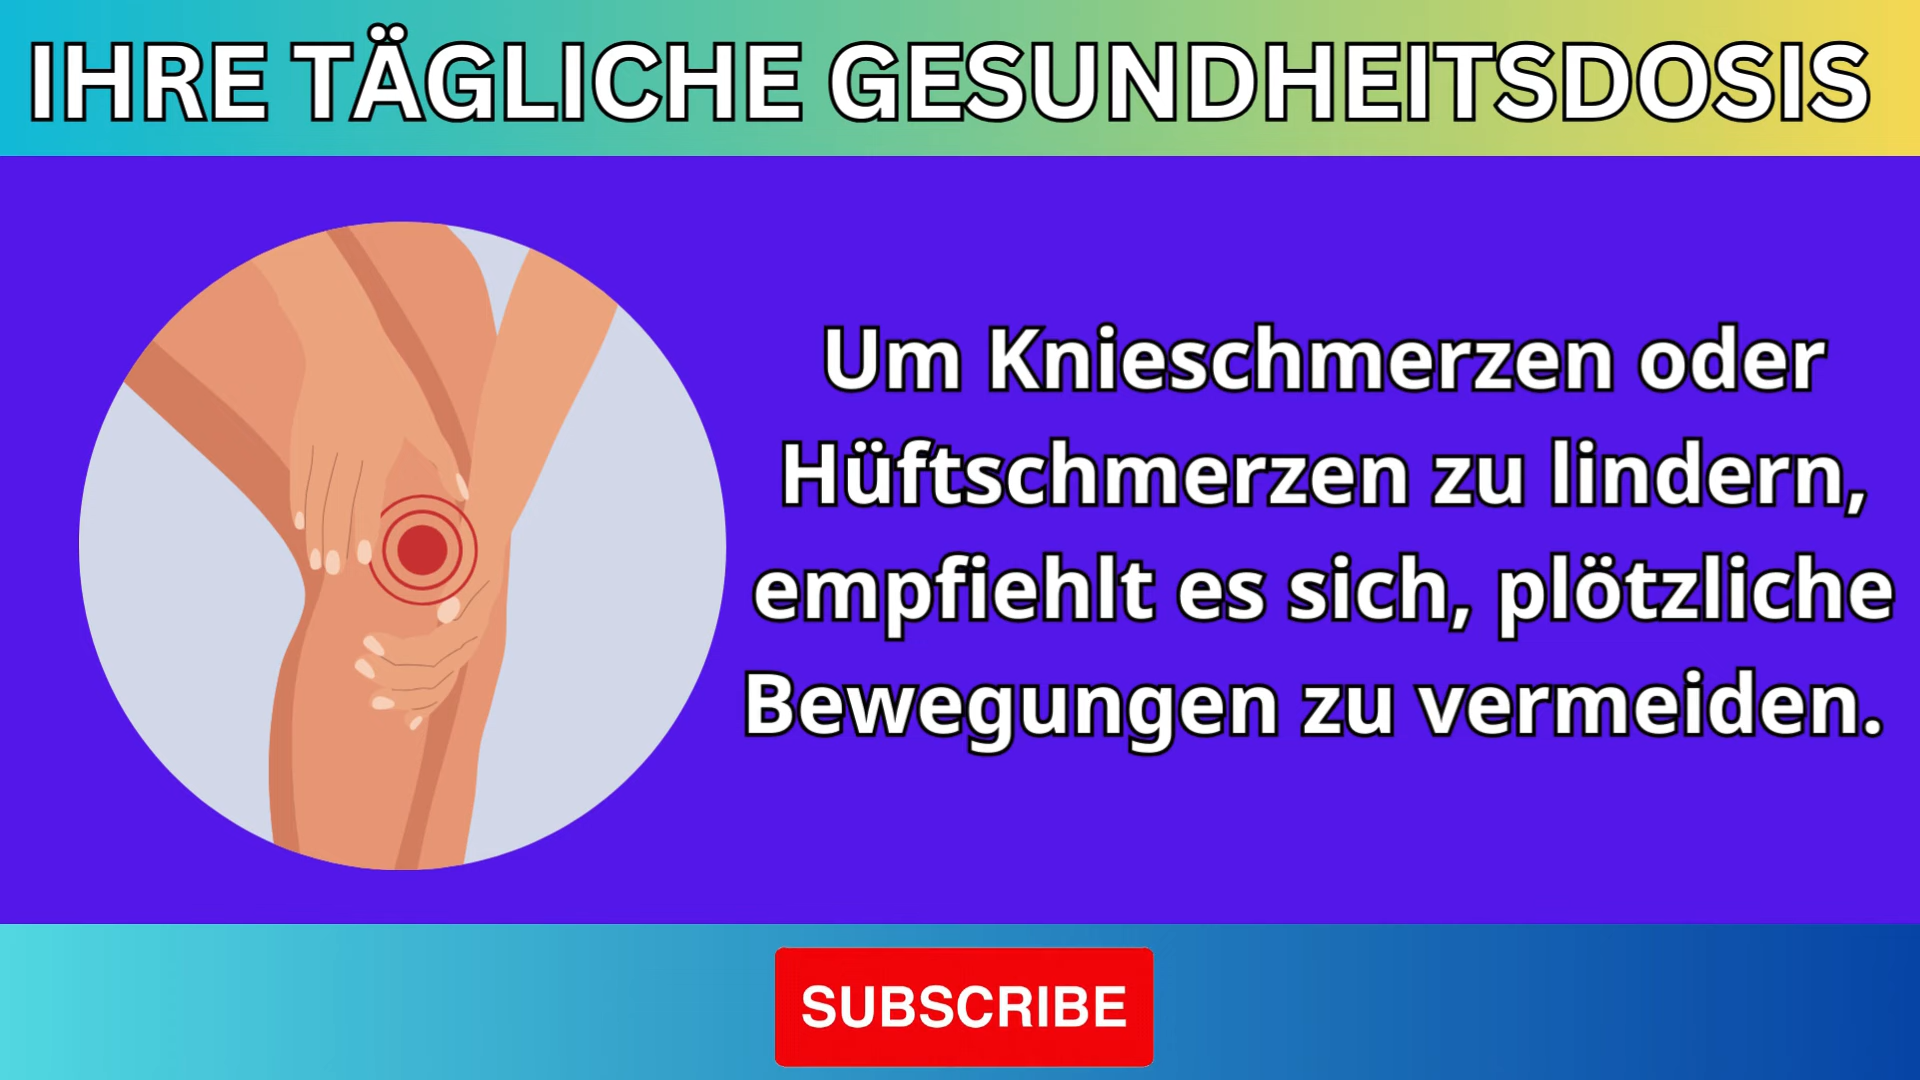 IHRE TÄGLICHE GESUNDHEITSDOSIS
Um Knieschmerzen oder
Hüftschmerzen zu lindern,
empfiehlt es sich, plötzliche
Bewegungen zu vermeiden.
SUBSCRIBE